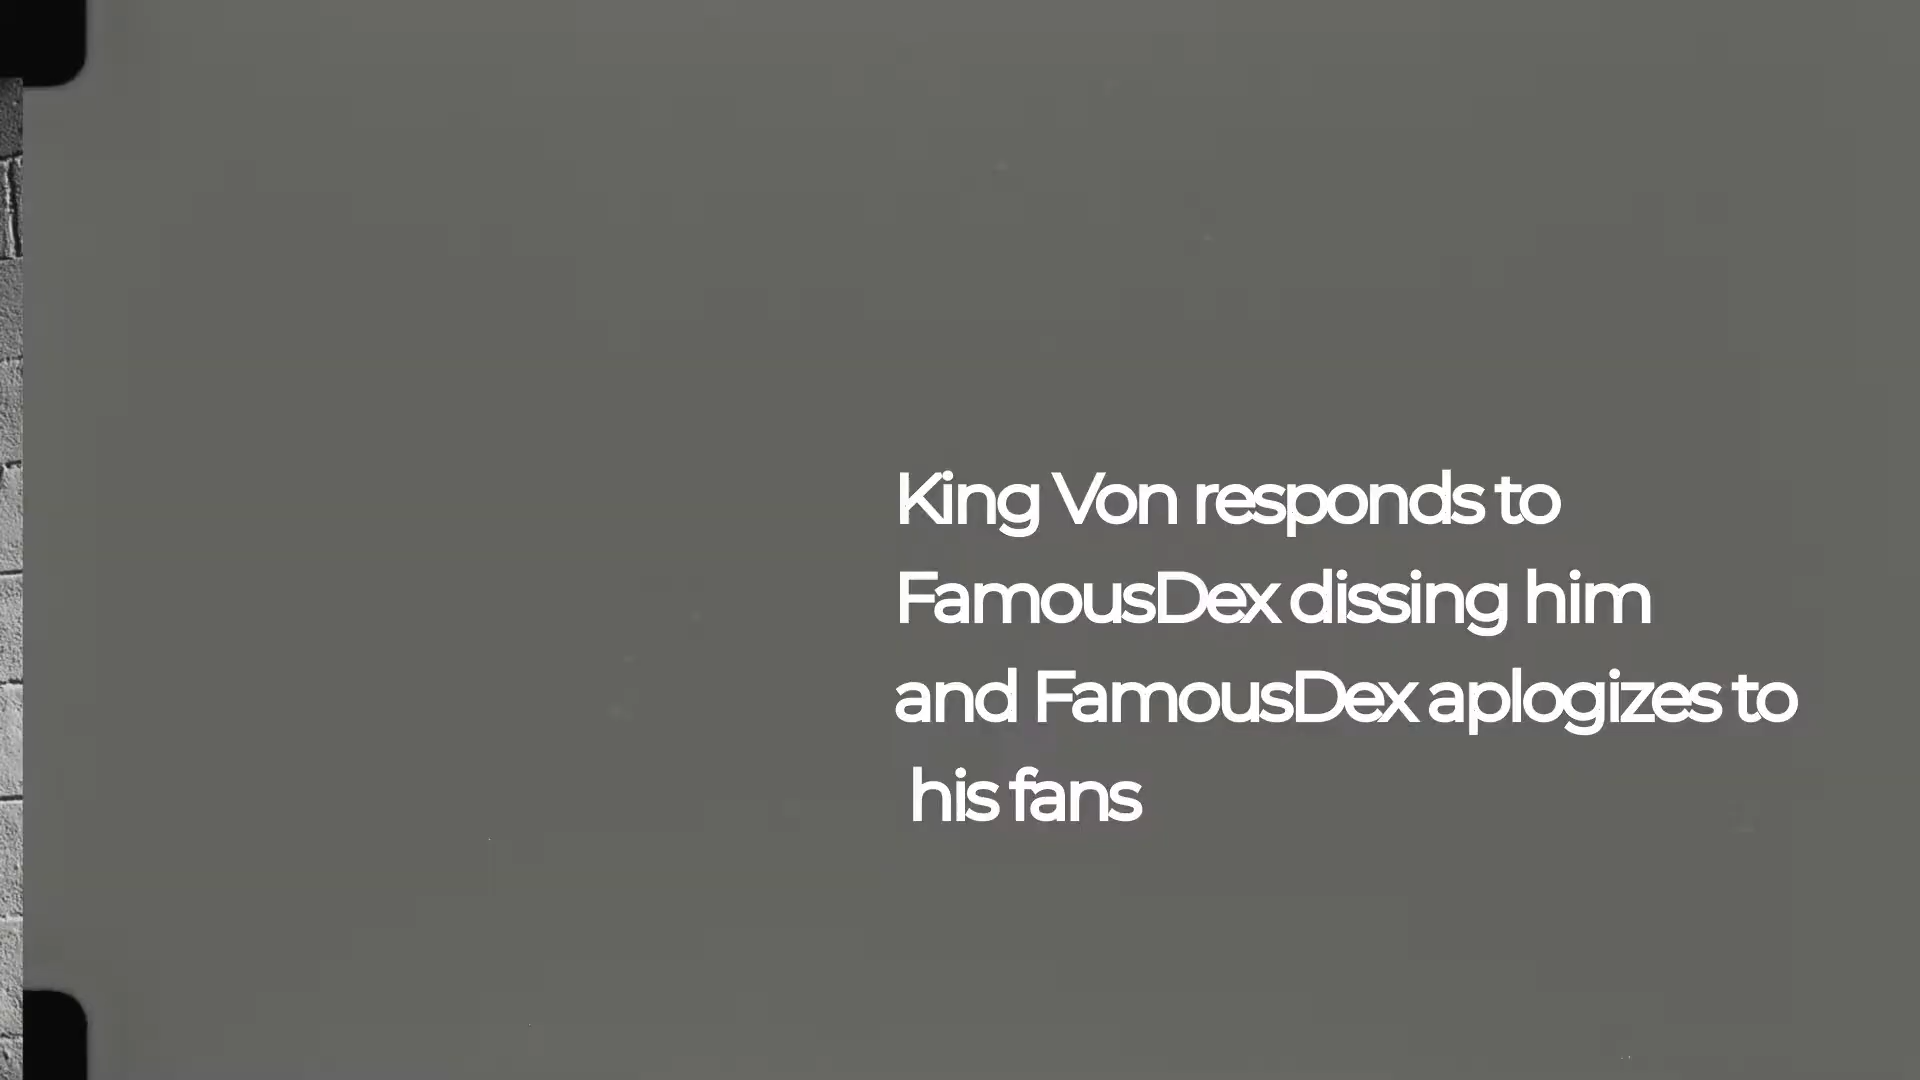 King Von responds to
FamousDex dissing him
and FamousDex aplogizes to
his fans